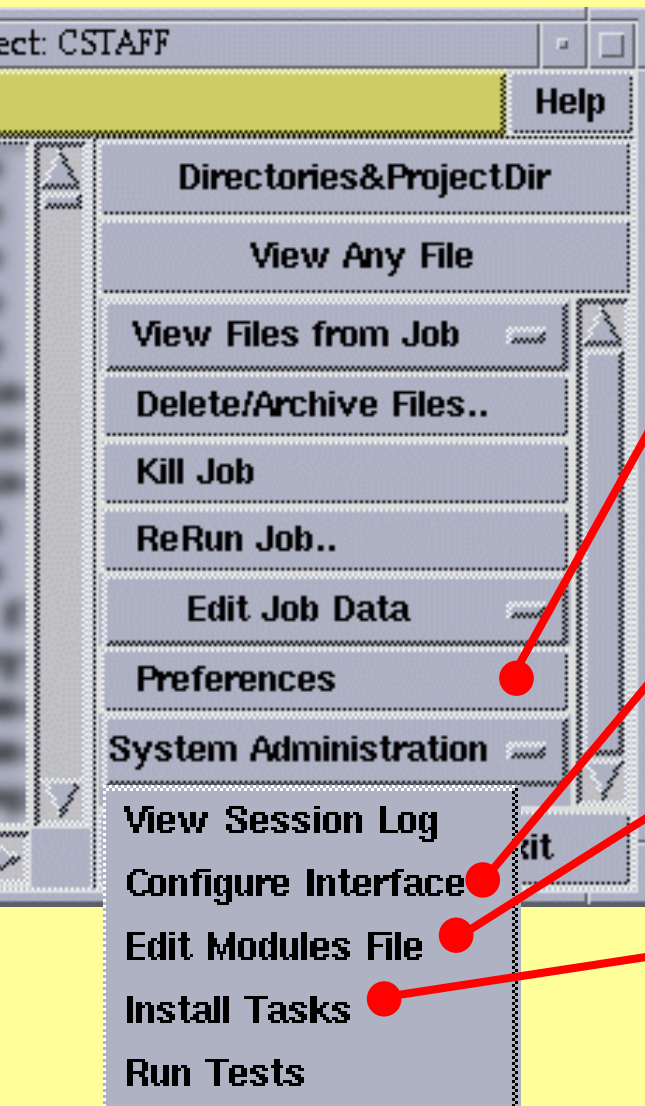 ect: CSTAFF
Help
Directories&ProjectDir
View Any File
View Files from Job
Delete/Archive Files..
Kill Job
ReRun Job..
Edit Job Data
Preferences
System Administration
View Session Log
xit
Configure Interface
Edit Modules File
Install Tasks
Run Tests